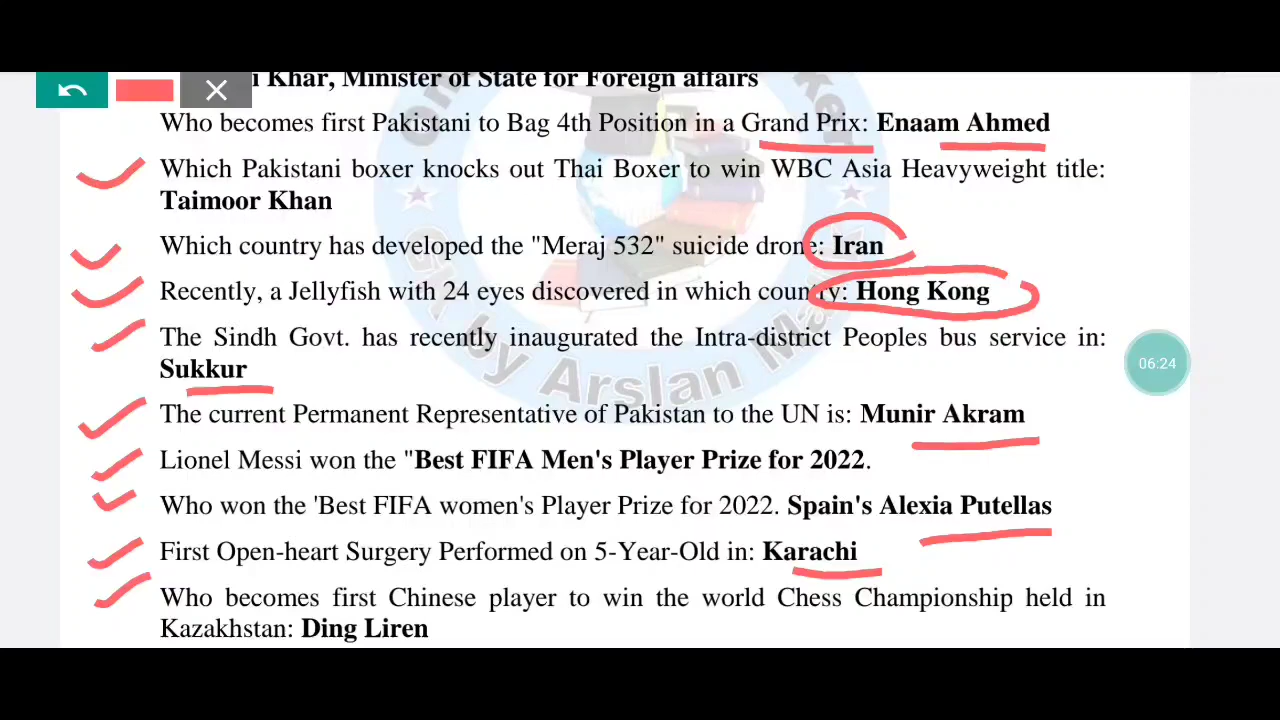 i Khar, Minister of State for Foreign affairs
Who becomes first Pakistani to Bag 4th Position in a Grand Prix: Enaam Ahmed
Which Pakistani boxer knocks out Thai Boxer to win WBC Asia Heavyweight title:
Taimoor Khan
Which country has developed the "Meraj 532" suicide drone: Iran
Recently, a Jellyfish with 24 eyes discovered in which country: Hong Kong
The Sindh Govt. has recently inaugurated the Intra-district Peoples bus service in:
Sukkur
06:24
The current Permanent Representative of Pakistan to the UN is: Munir Akram
Lionel Messi won the "Best FIFA Men's Player Prize for 2022.
Who won the 'Best FIFA women's Player Prize for 2022. Spain's Alexia Putellas
First Open-heart Surgery Performed on 5-Year-Old in: Karachi
Who becomes first Chinese player to win the world Chess Championship held in
Kazakhstan: Ding Liren
by Arslan